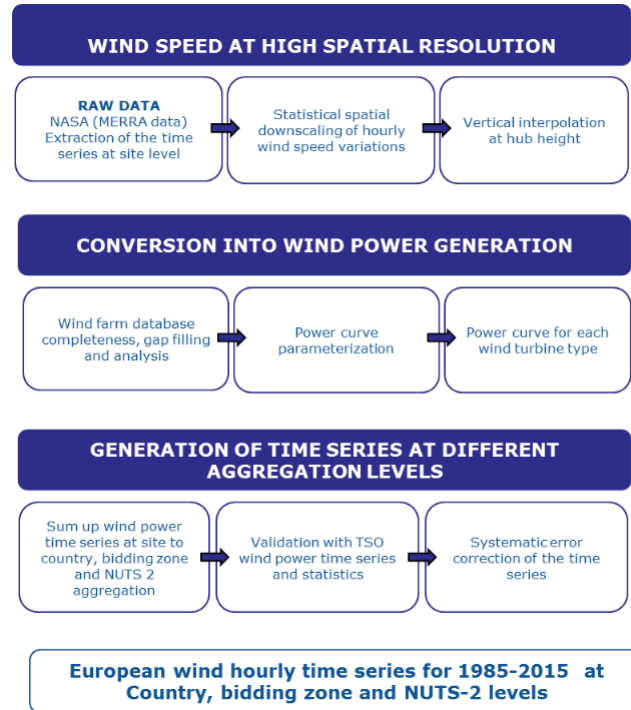 WIND SPEED AT HIGH SPATIAL RESOLUTION
RAW DATA
NASA (MERRA data)
Extraction of the time
series at site level
Statistical spatial
downscaling of hourly
wind speed variations
Vertical interpolation
at hub height
CONVERSION INTO WIND POWER GENERATION
Wind farm database
completeness, gap filling
and analysis
Power curve
parameterization
Power curve for each
wind turbine type
GENERATION OF TIME SERIES AT DIFFERENT
AGGREGATION LEVELS
Sum up wind power
time series at site to
country, bidding zone
and NUTS 2
aggregation
Validation with TSO
wind power time series
and statistics
Systematic error
correction of the time
series
European wind hourly time series for 1985-2015 at
Country, bidding zone and NUTS-2 levels